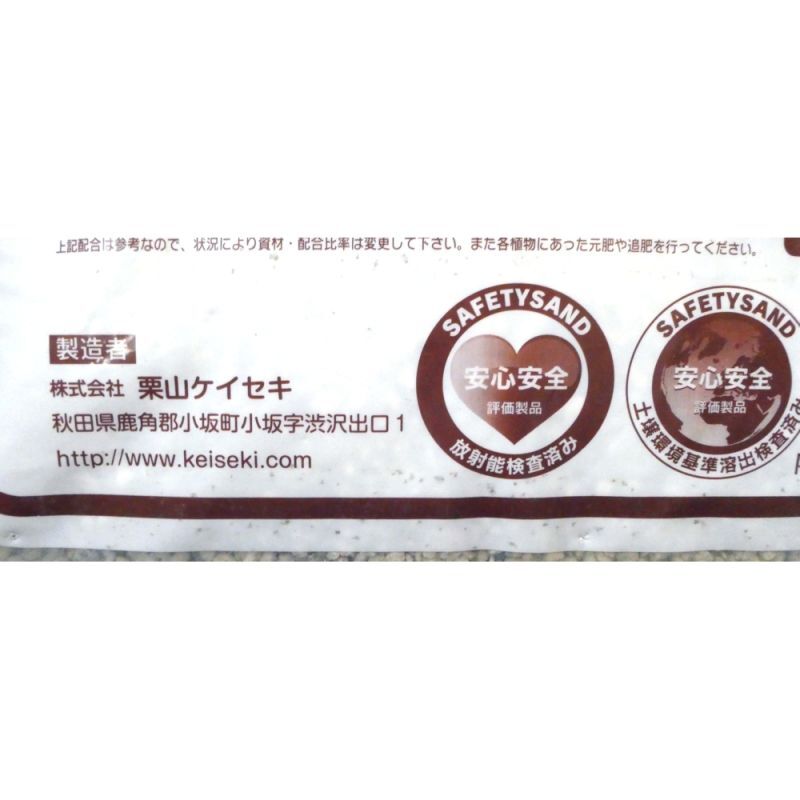 上記配合は参考なので、状況により資材・配合比率は変更して下さい。また各植物にあった元肥や追肥を行ってください。
製造者
株式会社 栗山ケイセキ
秋田県鹿角郡小坂町小坂字渋沢出口1
http://www.keiseki.com
SAFETYSAND
安心安全
評価製品
放射能検査済み
SAFETYSAND
安心安全
評価製品
土壌環境基準溶出検査済み